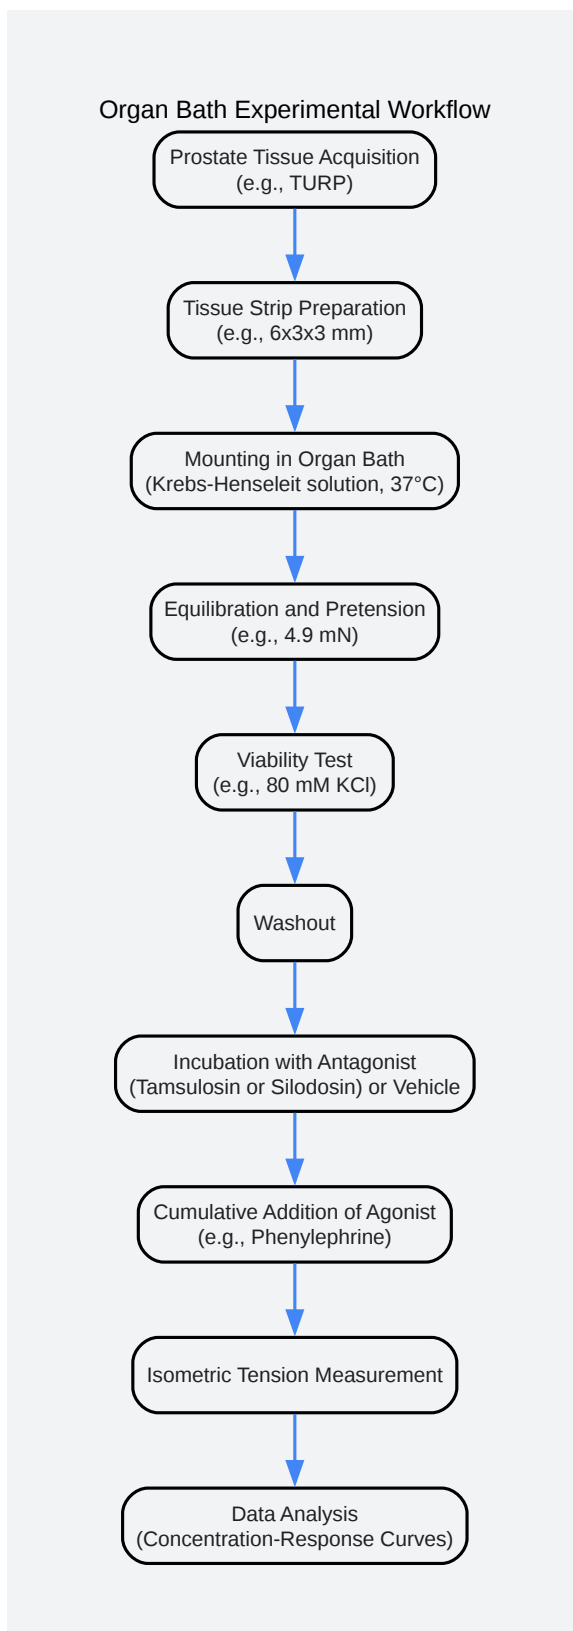 Organ Bath Experimental Workflow
Prostate Tissue Acquisition
(e.g., TURP)
Tissue Strip Preparation
(e.g., 6x3x3 mm)
Mounting in Organ Bath
(Krebs-Henseleit solution, 37°C)
Equilibration and Pretension
(e.g., 4.9 mN)
Viability Test
(e.g., 80 mM KCl)
Washout
Incubation with Antagonist
(Tamsulosin or Silodosin) or Vehicle
Cumulative Addition of Agonist
(e.g., Phenylephrine)
Isometric Tension Measurement
Data Analysis
(Concentration-Response Curves)